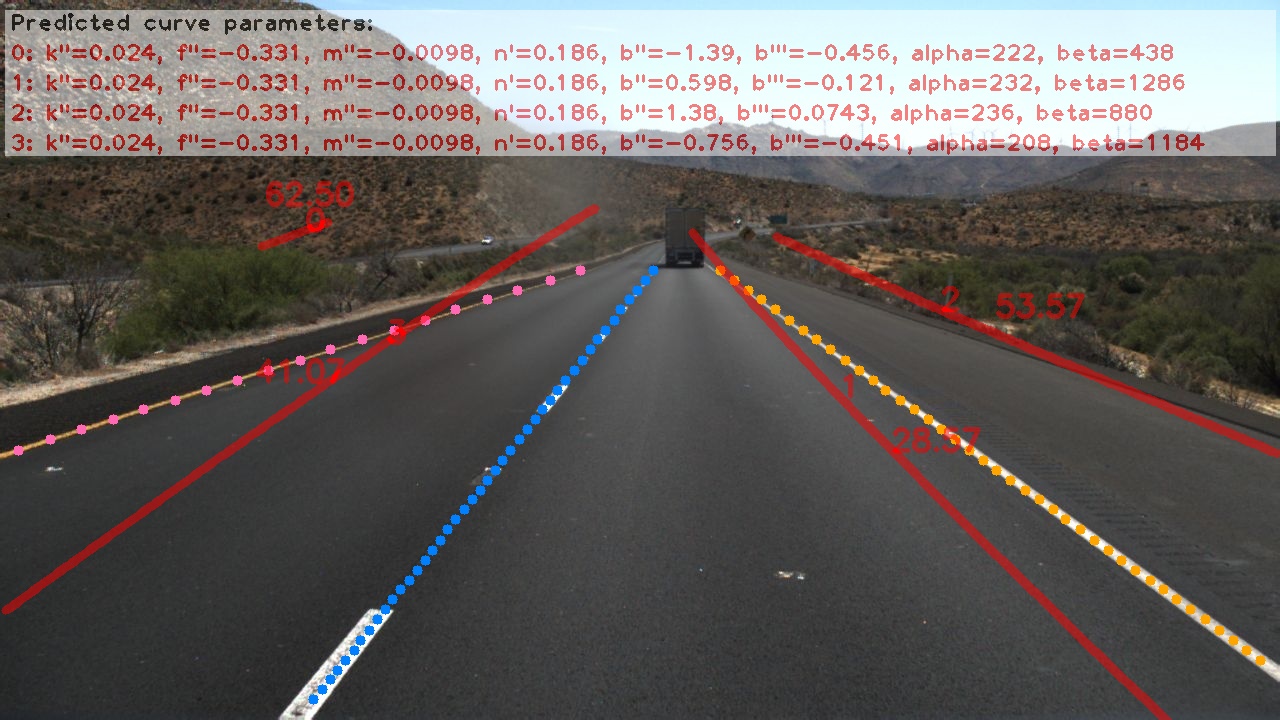 Predicted curve parameters:
0: k''=0.024, f''=−0.331, m''=−0.0098, n'=0.186, b''=−1.39, b'''=−0.456, alpha=222, beta=438
1: k''=0.024, f''=−0.331, m''=−0.0098, n'=0.186, b''=0.598, b'''=−0.121, alpha=232, beta=1286
2: k''=0.024, f''=−0.331, m''=−0.0098, n'=0.186, b''=1.38, b'''=0.0743, alpha=236, beta=880
3: k''=0.024, f''=−0.331, m''=−0.0098, n'=0.186, b''=−0.756, b'''=−0.451, alpha=208, beta=1184
62.50
0
2 53.57
3
41.07
1
28.57